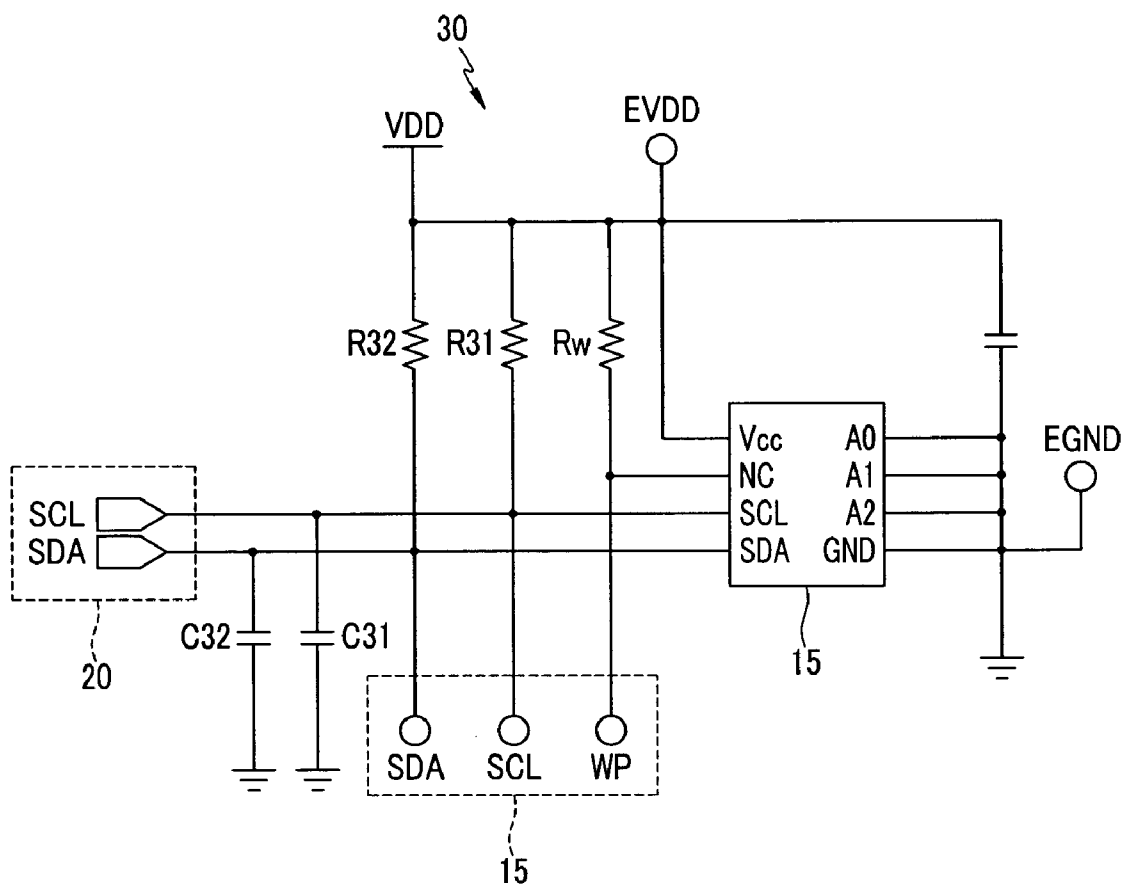 30
VDD
EVDD
R32
R31
Rw
Vcc
A0
NC
A1
SCL
A2
SDA
GND
EGND
SCL
SDA
20
C32
C31
15
SDA
SCL
WP
15